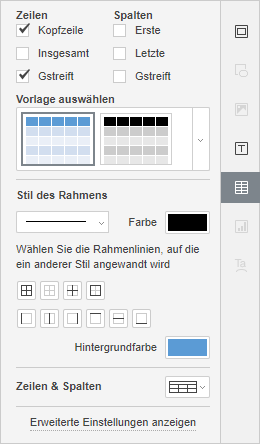 Zeilen Spalten
Kopfzeile Erste
Insgesamt Letzte
Gstreift Gstreift
Vorlage auswählen
Stil des Rahmens
Farbe
Wählen Sie die Rahmenlinien, auf die
ein anderer Stil angewandt wird
Hintergrundfarbe
Zeilen & Spalten
Erweiterte Einstellungen anzeigen